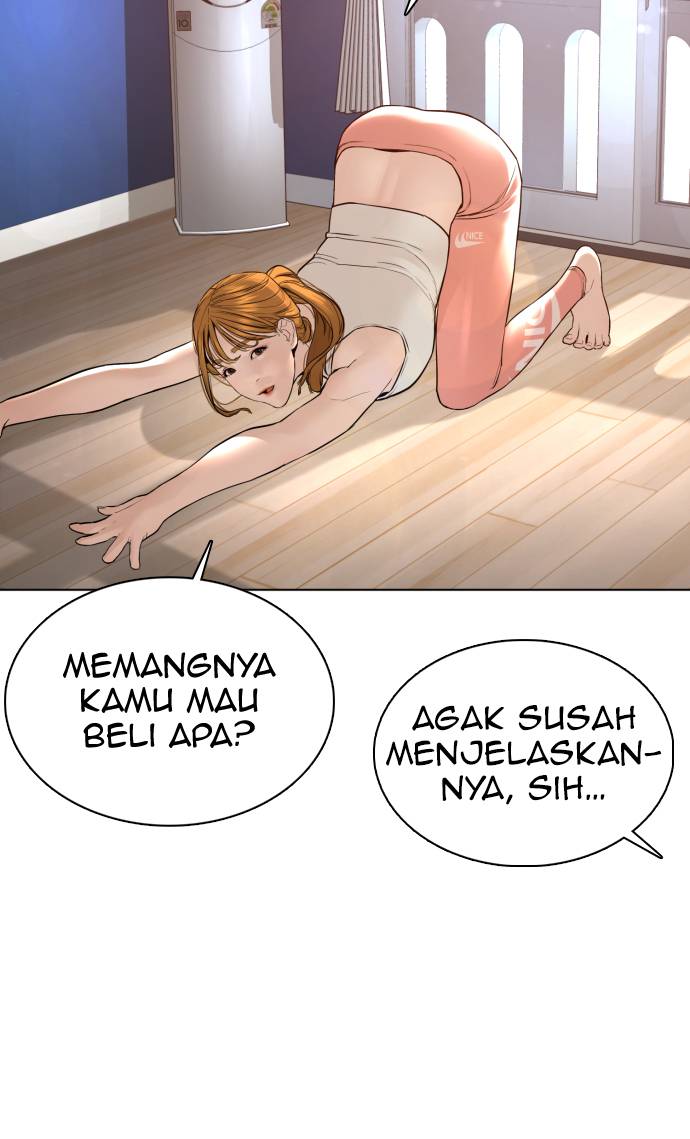 NICE
MEMANGNYA
KAMU MAU
BELI APA?
AGAK SUSAH
MENJELASKAN-
NYA, SIH...